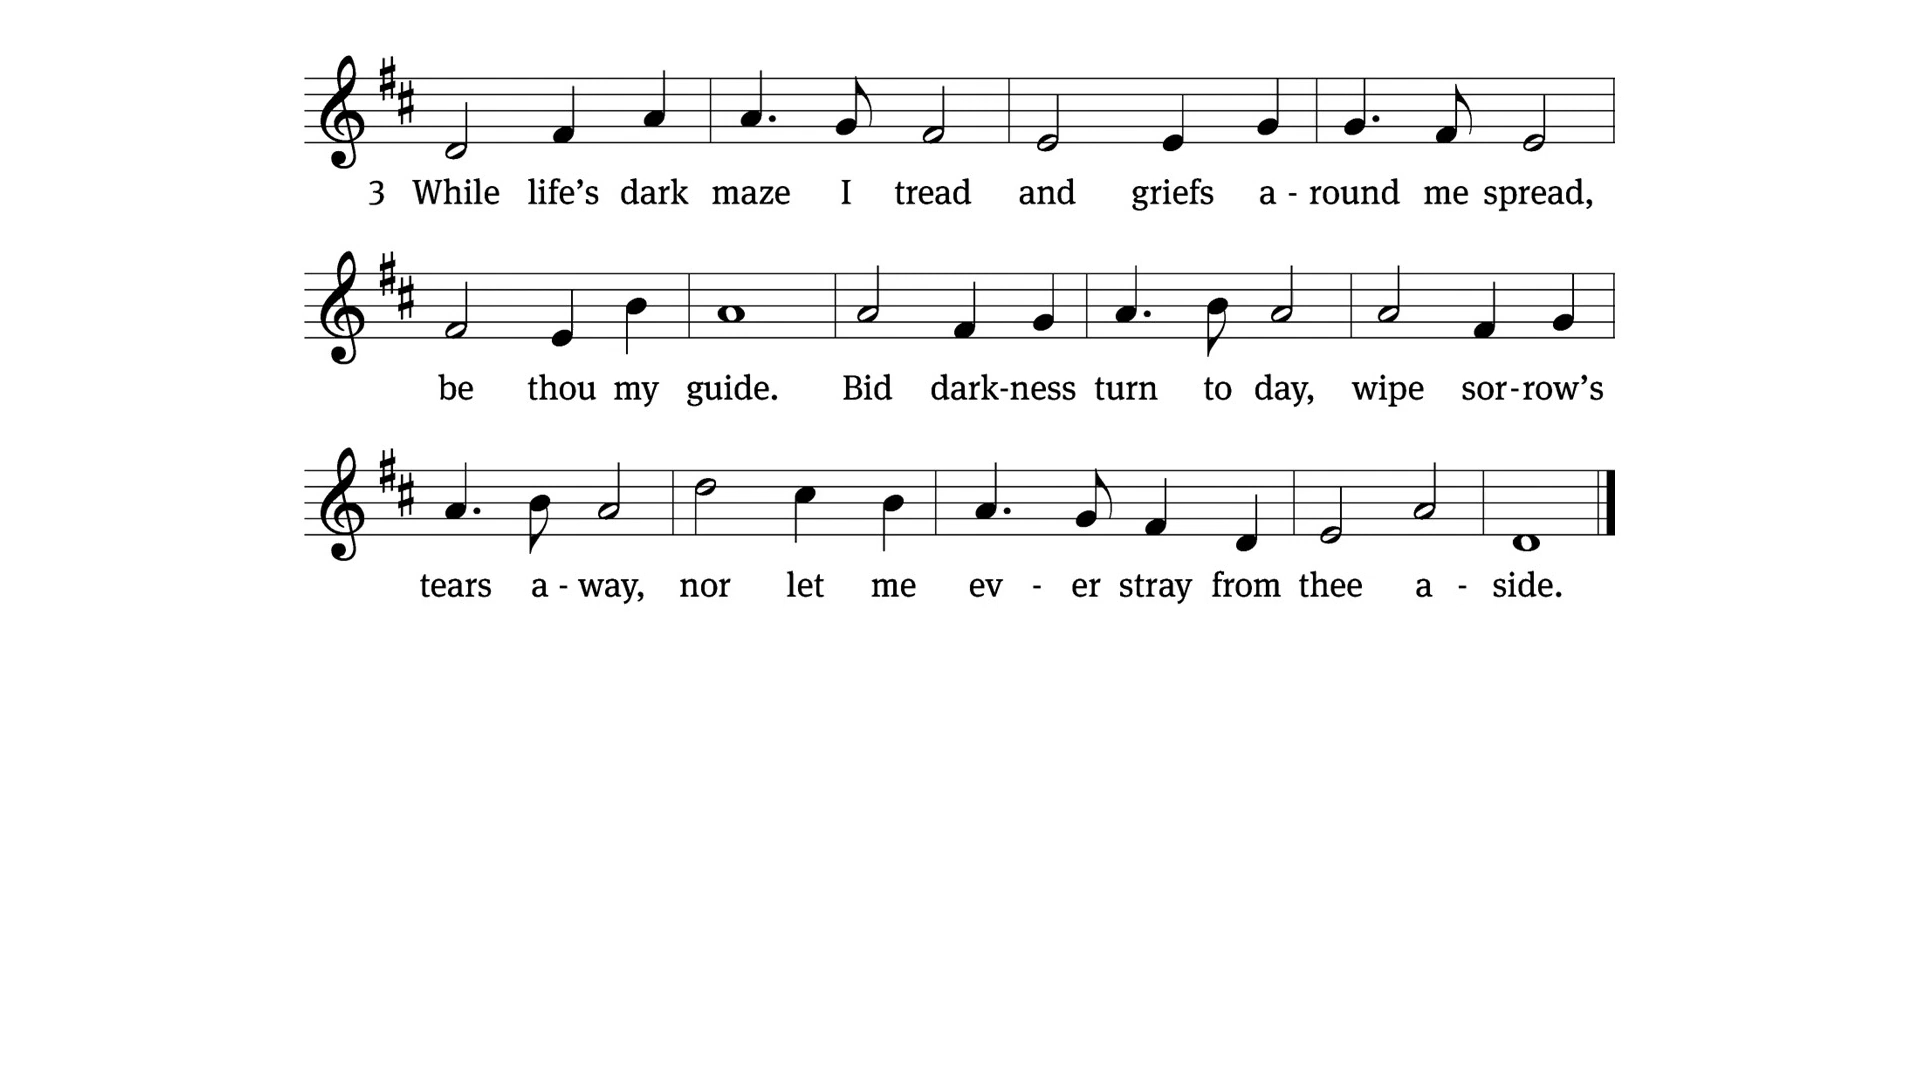 3 While life’s dark maze I tread and griefs a - round me spread,
be thou my guide. Bid dark-ness turn to day, wipe sor-row’s
tears a - way, nor let me ev - er stray from thee a - side.